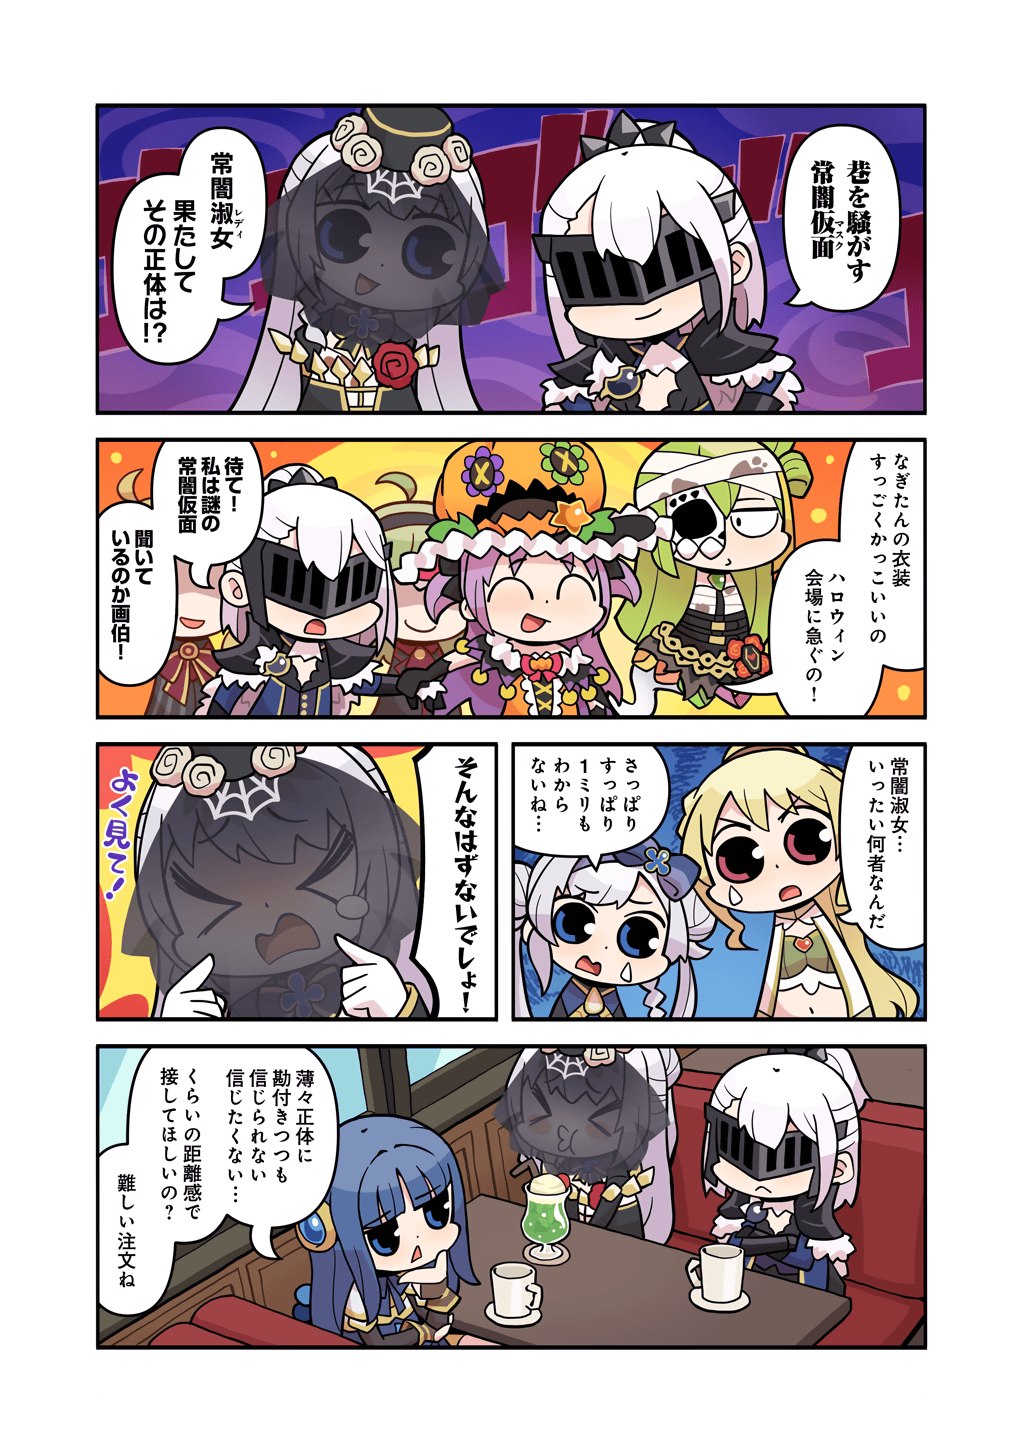 巷を騒がす
常闇仮面
マスク
常闇淑女
レディ
果たして
その正体は!?
なぎたんの衣装
すっごくかっこいいの
ハロウィン
会場に急ぐの！
待て！
私は謎の
常闇仮面
聞いて
いるのか画伯！
常闇淑女…
いったい何者なんだ
さっぱり
すっぱり
1ミリも
わから
ないね…
そんなはずないでしょ！
よく見て！
薄々正体に
勘付きつつも
信じられない
信じたくない…
くらいの距離感で
接してほしいの？
難しい注文ね